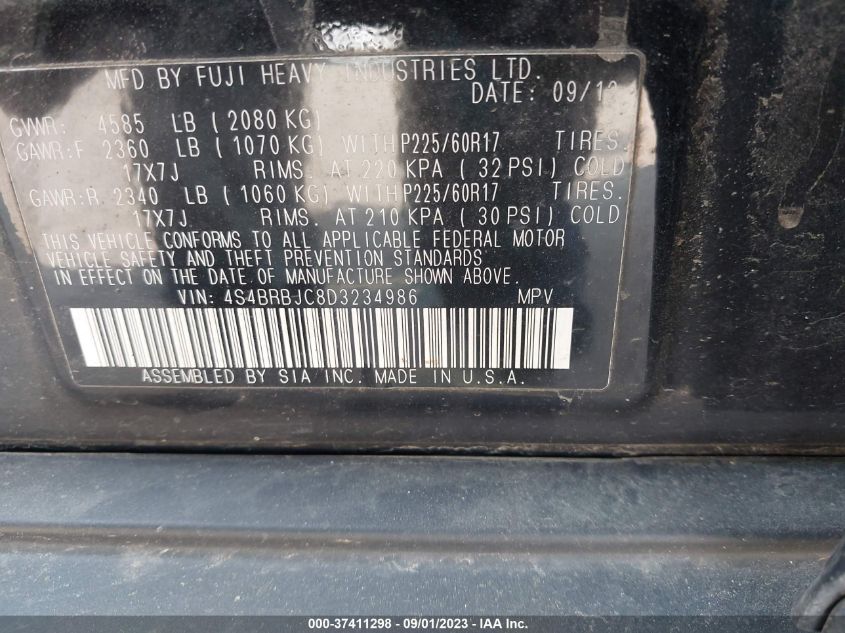 MFD BY FUJI HEAVY INDUSTRIES LTD.
DATE: 09/1
GVWR: 4585 LB ( 2080 KG)
GAWR:F 2360 LB ( 1070 KG) WITH P225/60R17 TIRES.
17X7J RIMS. AT 220 KPA ( 32 PSI) COLD
GAWR:R 2340 LB ( 1060 KG) WITH P225/60R17 TIRES.
17X7J RIMS. AT 210 KPA ( 30 PSI) COLD
THIS VEHICLE CONFORMS TO ALL APPLICABLE FEDERAL MOTOR
VEHICLE SAFETY AND THEFT PREVENTION STANDARDS
IN EFFECT ON THE DATE OF MANUFACTURE SHOWN ABOVE.
VIN: 4S4BRBJC8D3234986 MPV
ASSEMBLED BY SIA INC. MADE IN U.S.A.
000-37411298 - 09/01/2023 - IAA Inc.